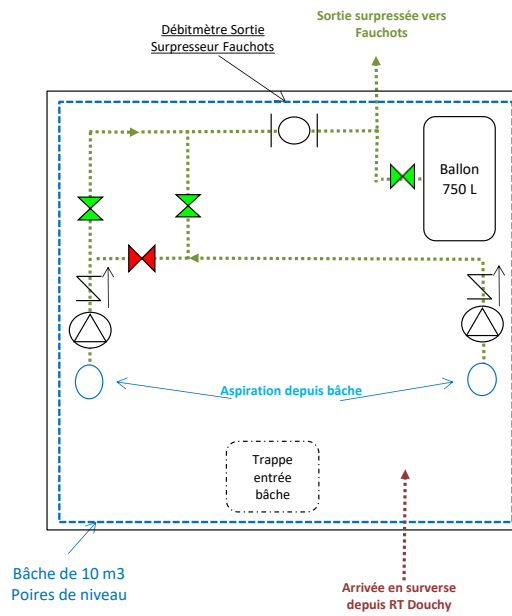 Sortie surpressée vers
Fauchots
Débitmètre Sortie
Surpresseur Fauchots
Ballon
750 L
Aspiration depuis bâche
Trappe
entrée
bâche
Bâche de 10 m3
Poires de niveau
Arrivée en surverse
depuis RT Douchy